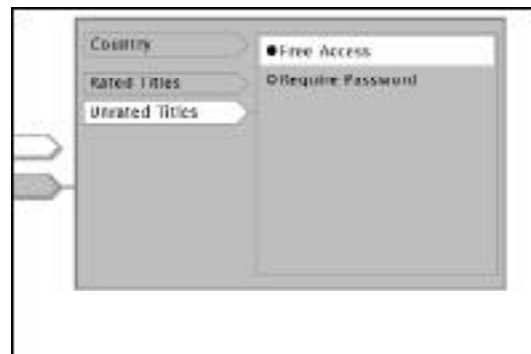 Country
Rated Titles
Unrated Titles
Free Access
Require Password